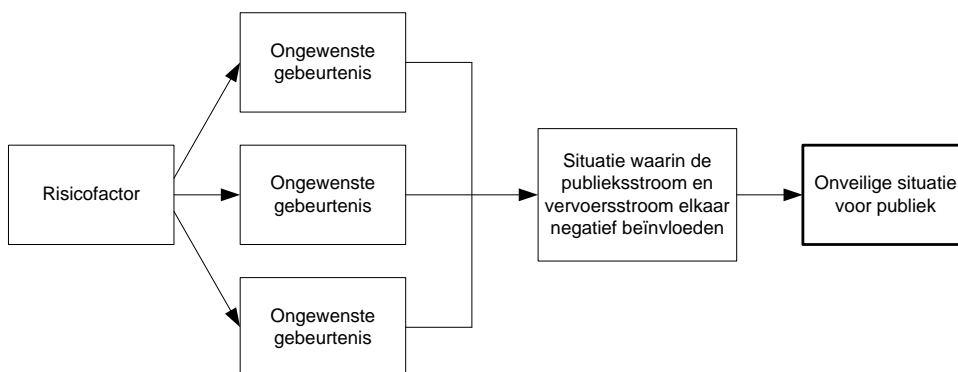 Ongewenste
gebeurtenis
Risicofactor
Ongewenste
gebeurtenis
Ongewenste
gebeurtenis
Situatie waarin de
publieksstroom en
vervoersstroom elkaar
negatief beïnvloeden
Onveilige situatie
voor publiek